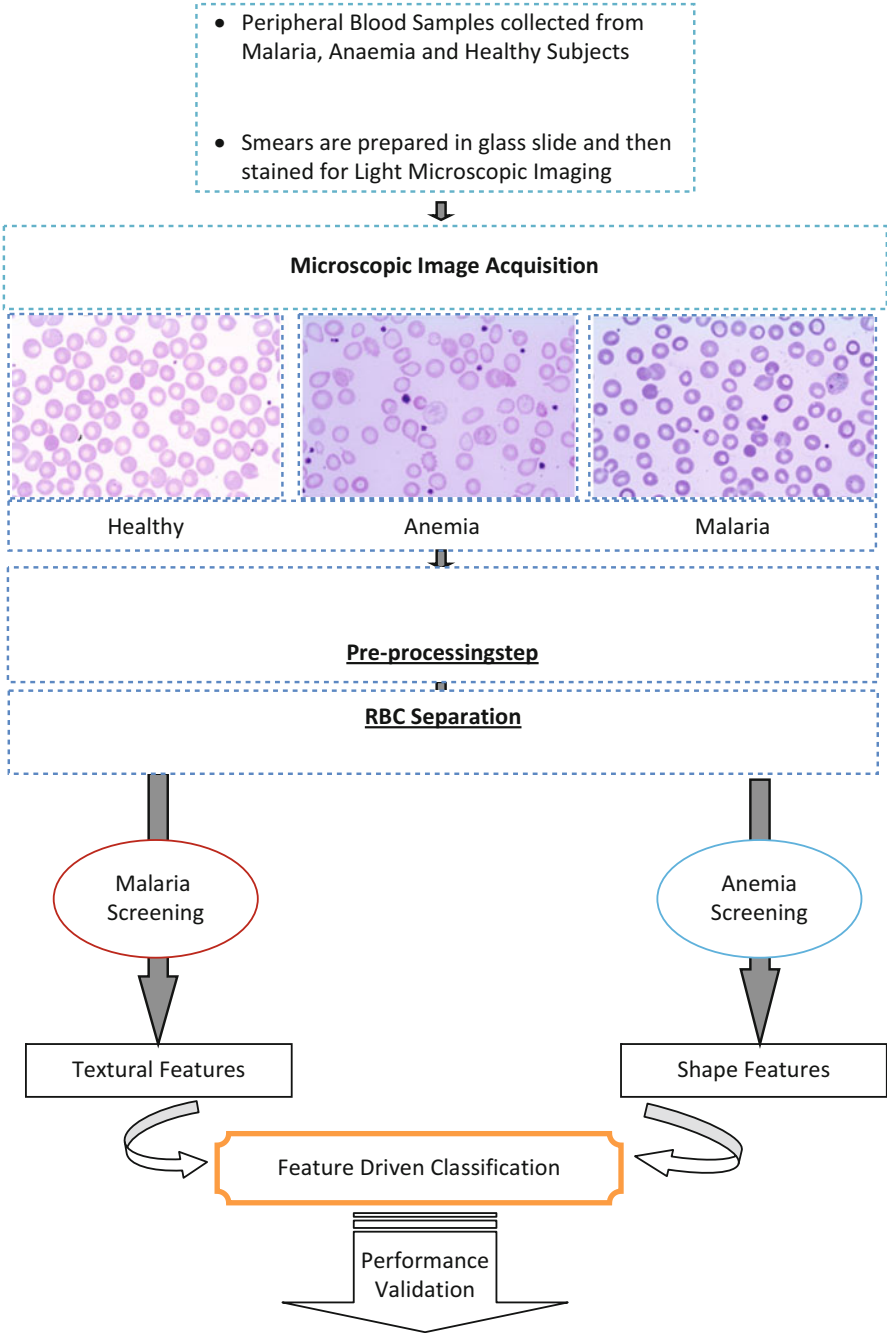 • Peripheral Blood Samples collected from
Malaria, Anaemia and Healthy Subjects
• Smears are prepared in glass slide and then
stained for Light Microscopic Imaging
Microscopic Image Acquisition
Healthy
Anemia
Malaria
Pre-processingstep
RBC Separation
Malaria
Screening
Anemia
Screening
Textural Features
Shape Features
Feature Driven Classification
Performance
Validation